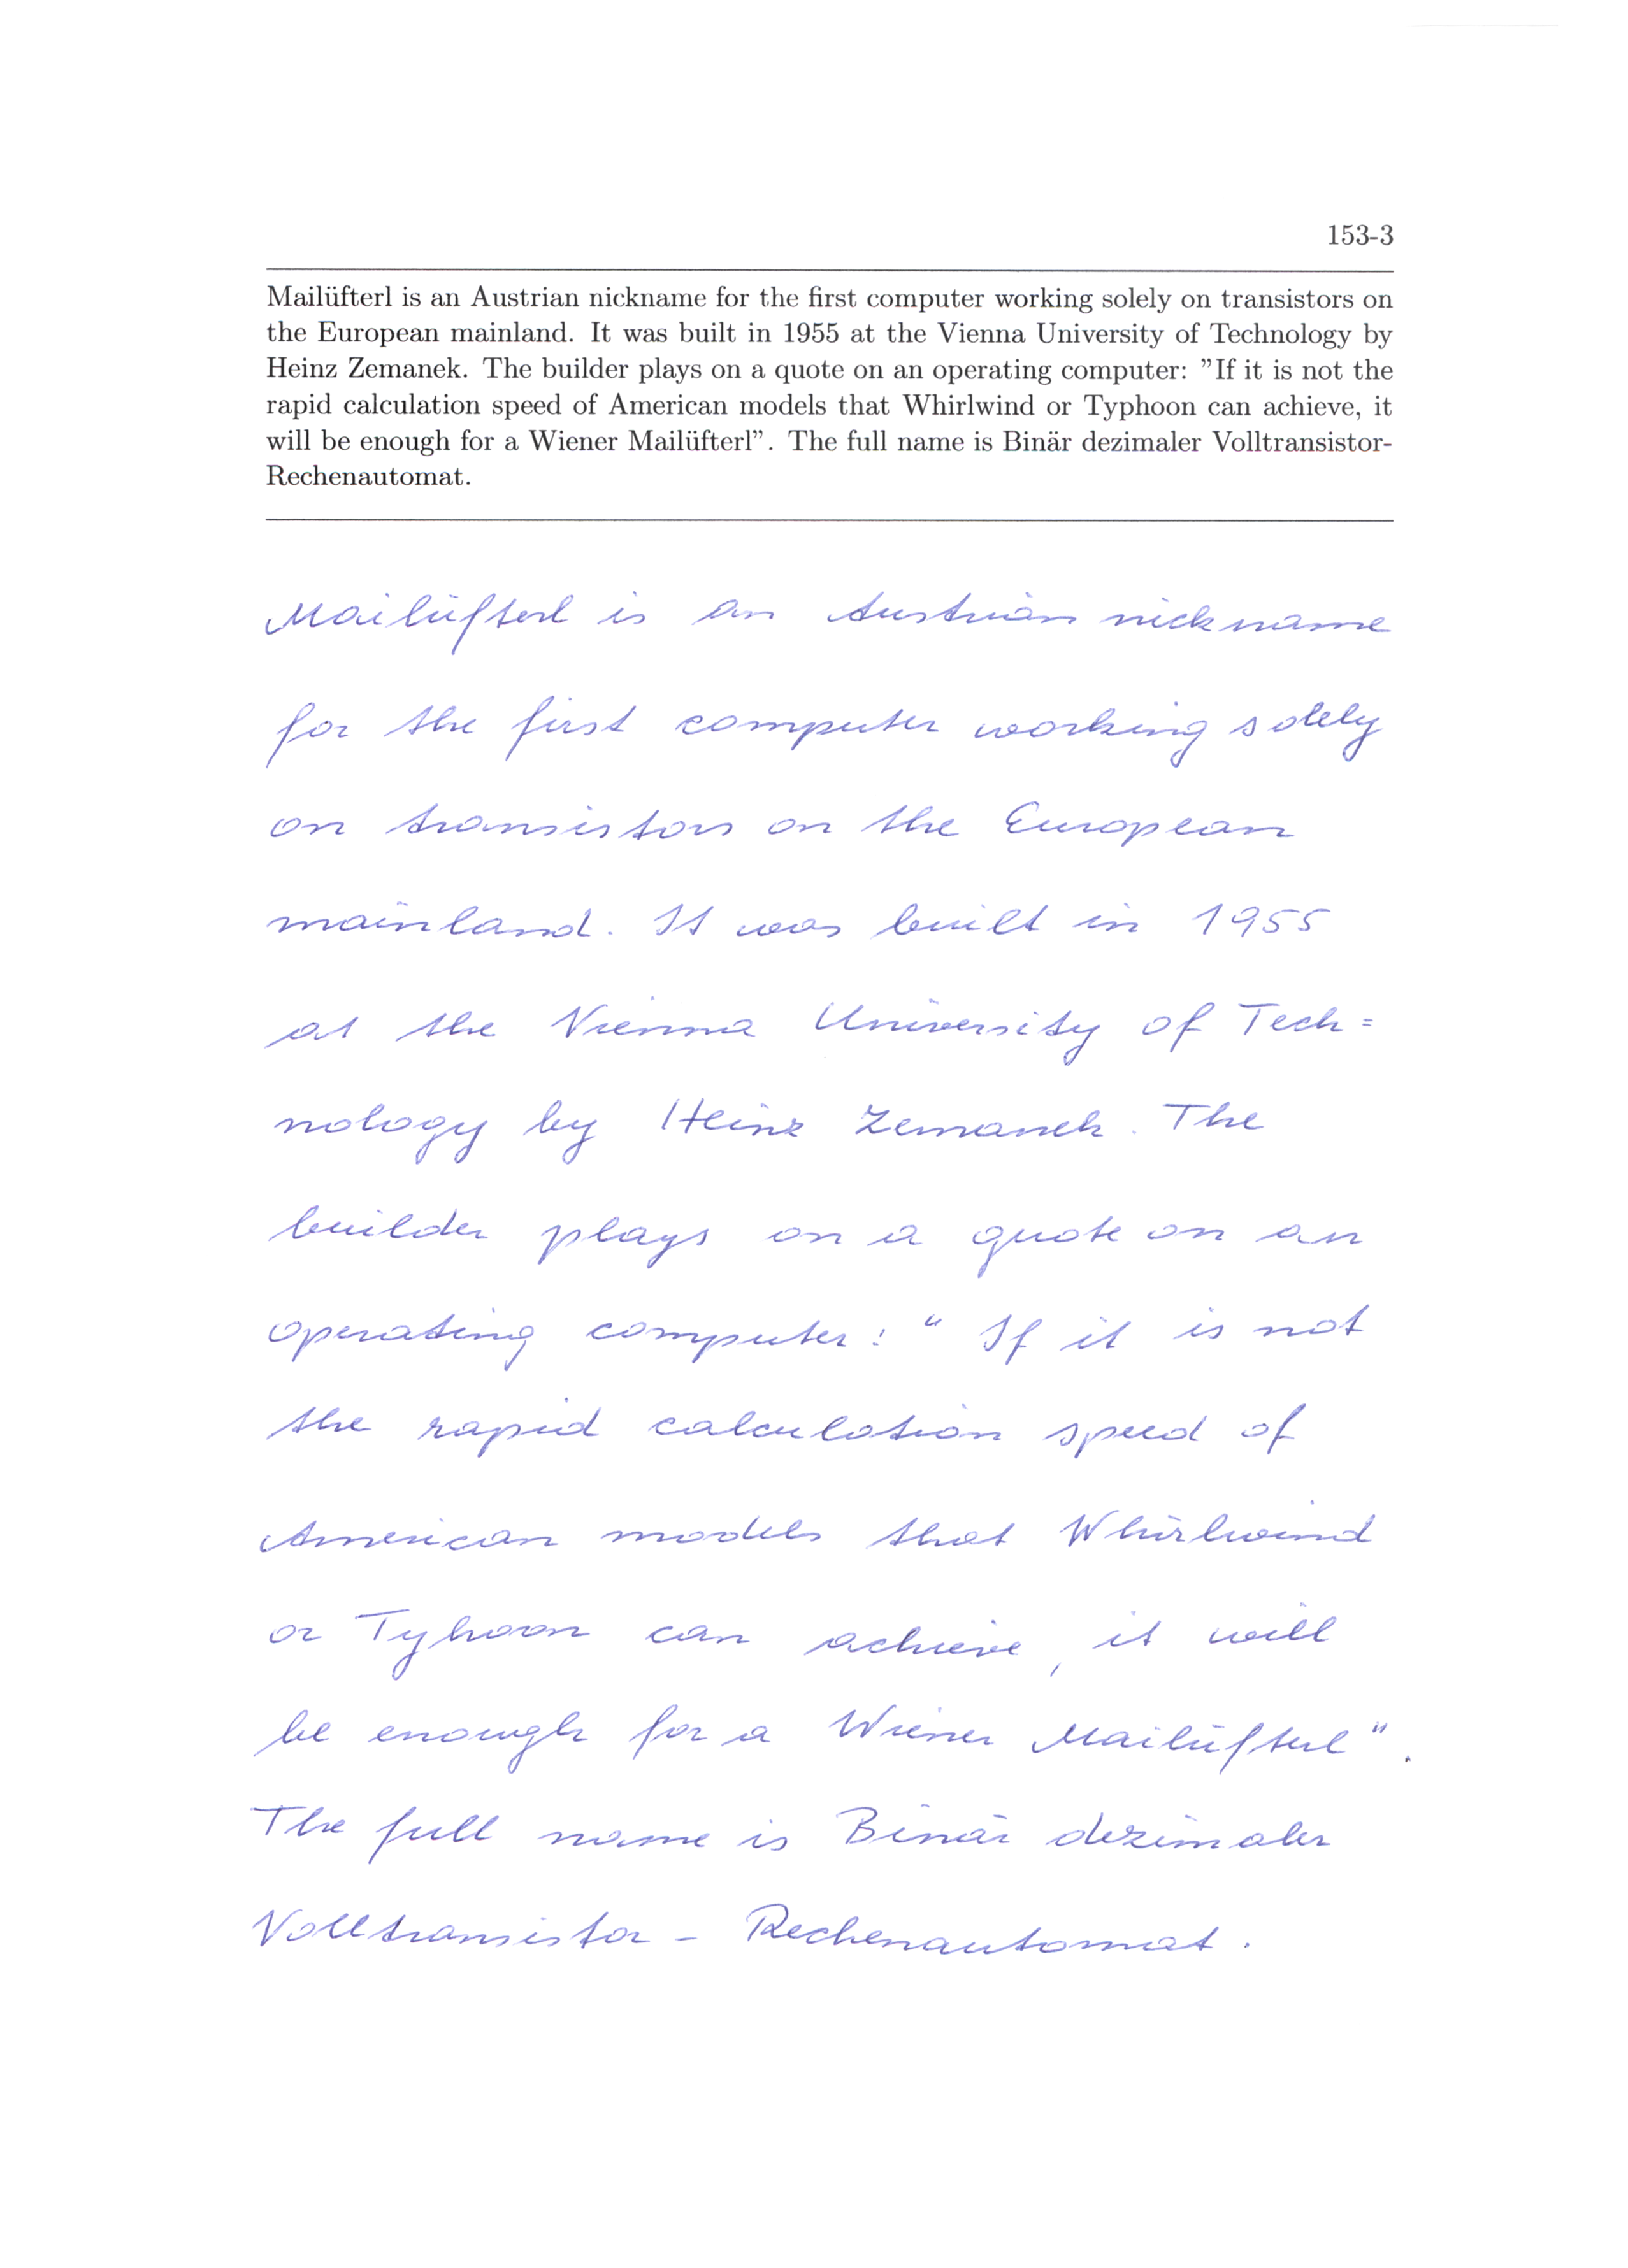 153-3
Mailüfterl is an Austrian nickname for the first computer working solely on transistors on
the European mainland. It was built in 1955 at the Vienna University of Technology by
Heinz Zemanek. The builder plays on a quote on an operating computer: ”If it is not the
rapid calculation speed of American models that Whirlwind or Typhoon can achieve, it
will be enough for a Wiener Mailüfterl”. The full name is Binär dezimaler Volltransistor-
Rechenautomat.
Mailüfterl is an Austrian nickname
for the first computer working solely
on transistors on the European
mainland. It was built in 1955
at the Vienna University of Tech=
nology by Heinz Zemanek. The
builder plays on a quote on an
operating computer: “If it is not
the rapid calculation speed of
American models that Whirlwind
or Tyhoon can achieve, it will
be enough for a Wiener Mailüfterl”.
The full name is Binär dezimaler
Volltransistor - Rechenautomat.